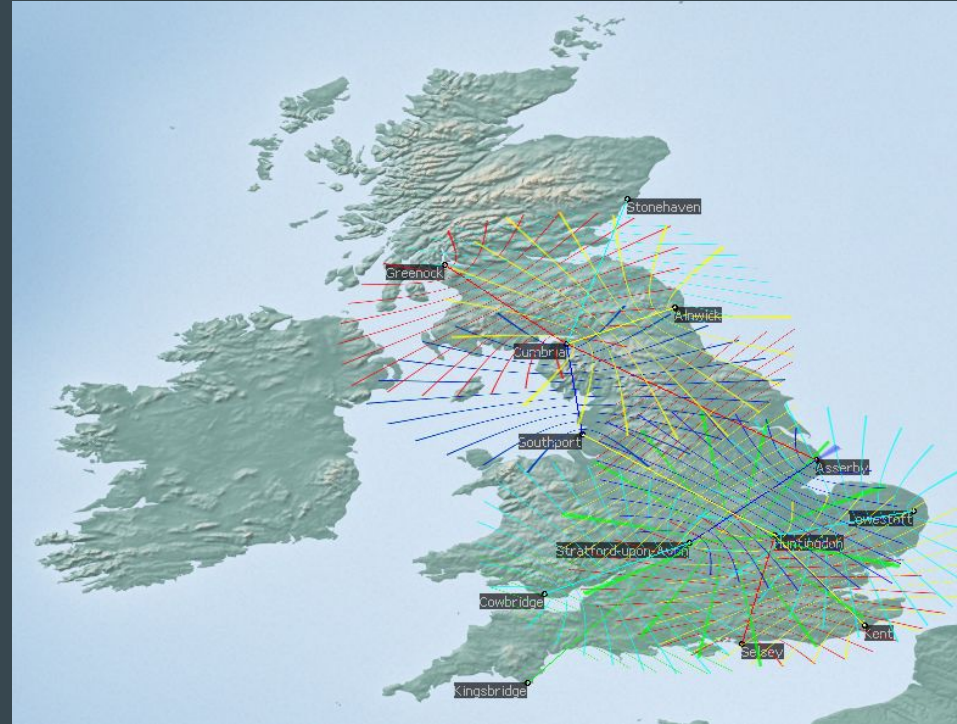 Stonehaven
Greenock
Alnwick
Cumbria
Southport
Asserby
Lowestoft
Huntingdon
Stratford-upon-Avon
Cowbridge
Kent
Selsey
Kingsbridge